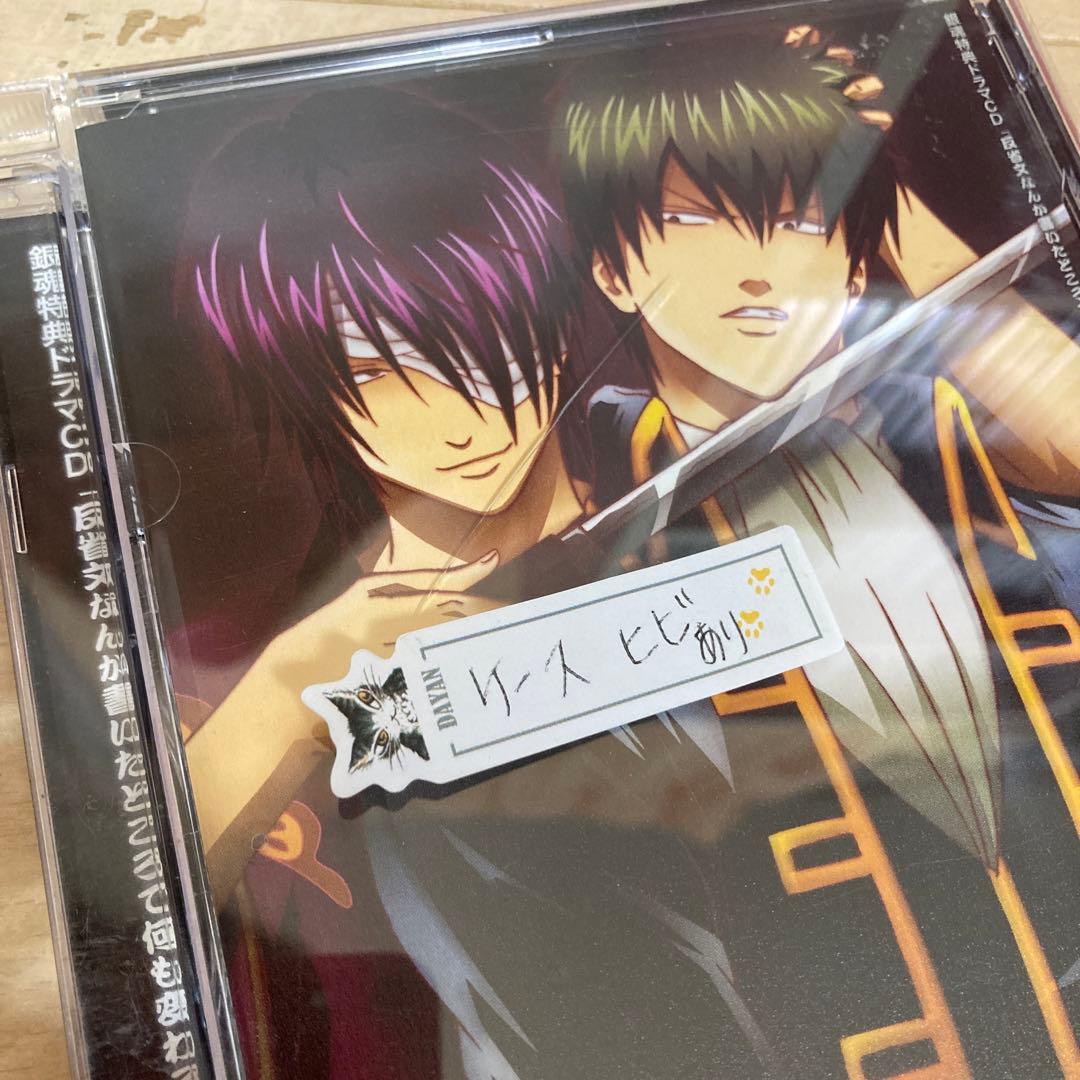 銀魂特典ドラマCD「反省文なんか書いたところで何も変わ
銀魂特典ドラマCD「反省文なんか書いたところ
DAYAN
ケース ヒビあり